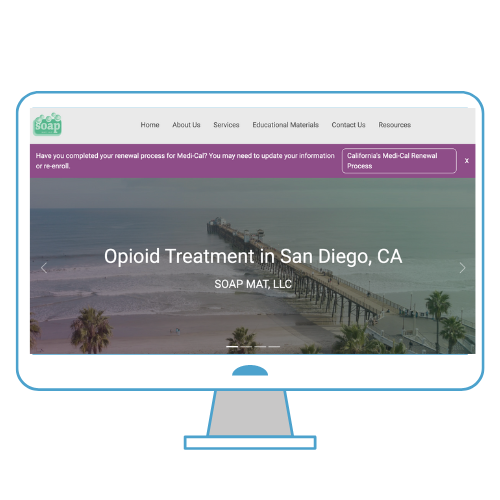 soap
Home About Us Services Educational Materials Contact Us Resources
Have you completed your renewal process for Medi-Cal? You may need to update your information
or re-enroll.
California's Medi-Cal Renewal
Process
X
Opioid Treatment in San Diego, CA
SOAP MAT, LLC